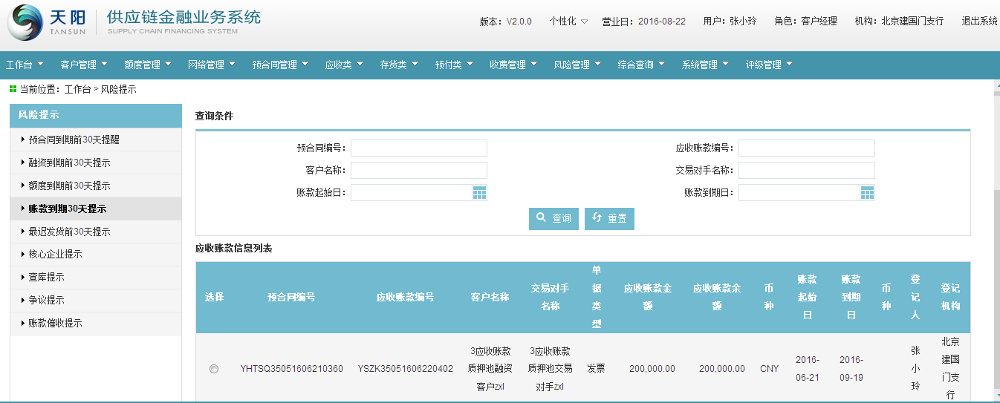 天阳
TANSUN
供应链金融业务系统
SUPPLY CHAIN FINANCING SYSTEM
版本：V2.0.0 个性化 营业日：2016-08-22 用户：张小玲 角色：客户经理 机构：北京建国门支行 退出系统
工作台 客户管理 额度管理 网络管理 预合同管理 应收类 存货类 预付类 收费管理 风险管理 综合查询 系统管理 评级管理
当前位置：工作台 > 风险提示
风险提示
预合同到期前30天提醒
融资到期前30天提示
额度到期前30天提示
账款到期30天提示
最迟发货前30天提示
核心企业提示
查库提示
争议提示
账款催收提示
查询条件
预合同编号： 应收账款编号：
客户名称： 交易对手名称：
账款起始日： 账款到期日：
查询 重置
应收账款信息列表
选择 预合同编号 应收账款编号 客户名称 交易对手名称 单据类型 应收账款金额 应收账款余额 币种 账款起始日 账款到期日 币种 登记人 登记机构
YHTSQ35051606210360 YSZK35051606220402 3应收账款质押池融资客户zxl 3应收账款质押池交易对手zxl 发票 200,000.00 200,000.00 CNY 2016-06-21 2016-09-19 张小玲 北京建国门支行